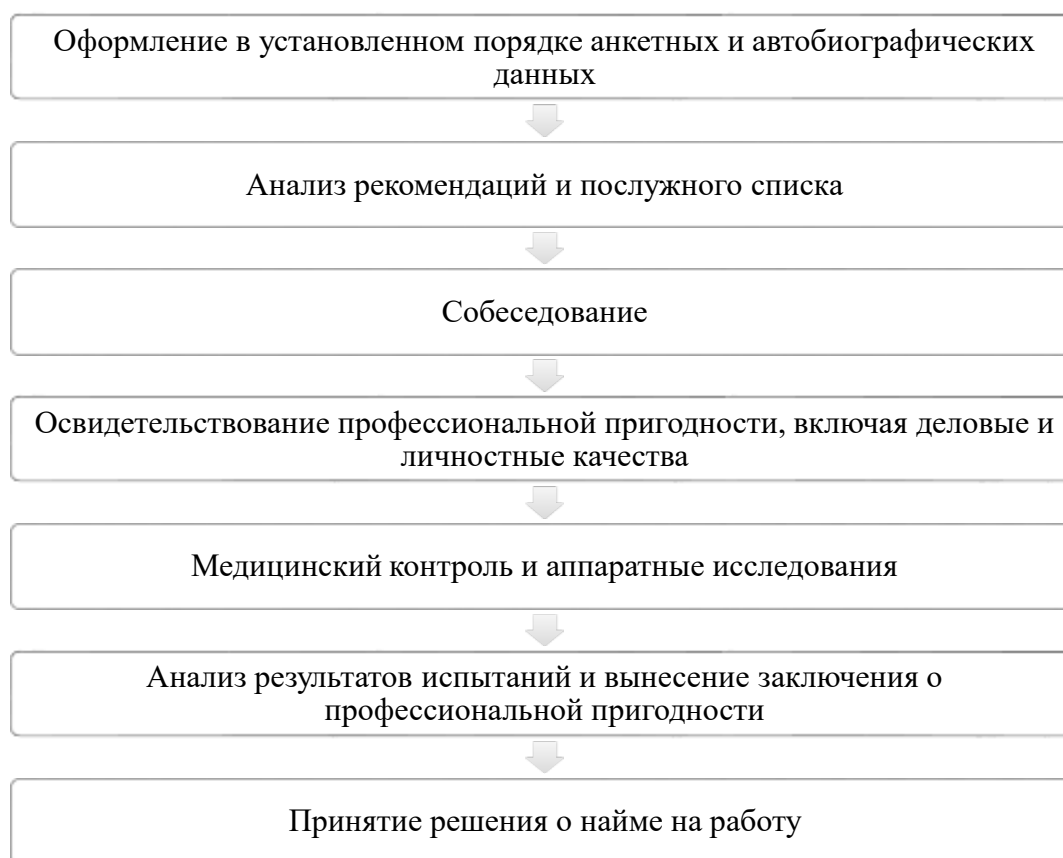 Оформление в установленном порядке анкетных и автобиографических
данных
Анализ рекомендаций и послужного списка
Собеседование
Освидетельствование профессиональной пригодности, включая деловые и
личностные качества
Медицинский контроль и аппаратные исследования
Анализ результатов испытаний и вынесение заключения о
профессиональной пригодности
Принятие решения о найме на работу